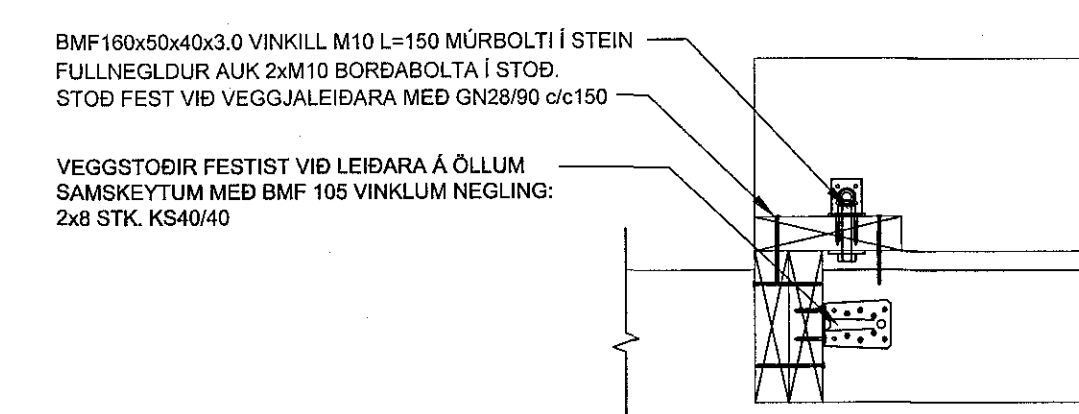 BMF160x50x40x3.0 VINKILL M10 L=150 MÚRBOLTI Í STEIN
FULLNEGLDUR AUK 2xM10 BORÐABOLTA Í STOÐ.
STOÐ FEST VIÐ VEGGJALEIÐARA MEÐ GN28/90 c/c150
VEGGSTOÐIR FESTIST VIÐ LEIÐARA Á ÖLLUM
SAMSKEYTUM MEÐ BMF 105 VINKLUM NEGLING:
2x8 STK. KS40/40